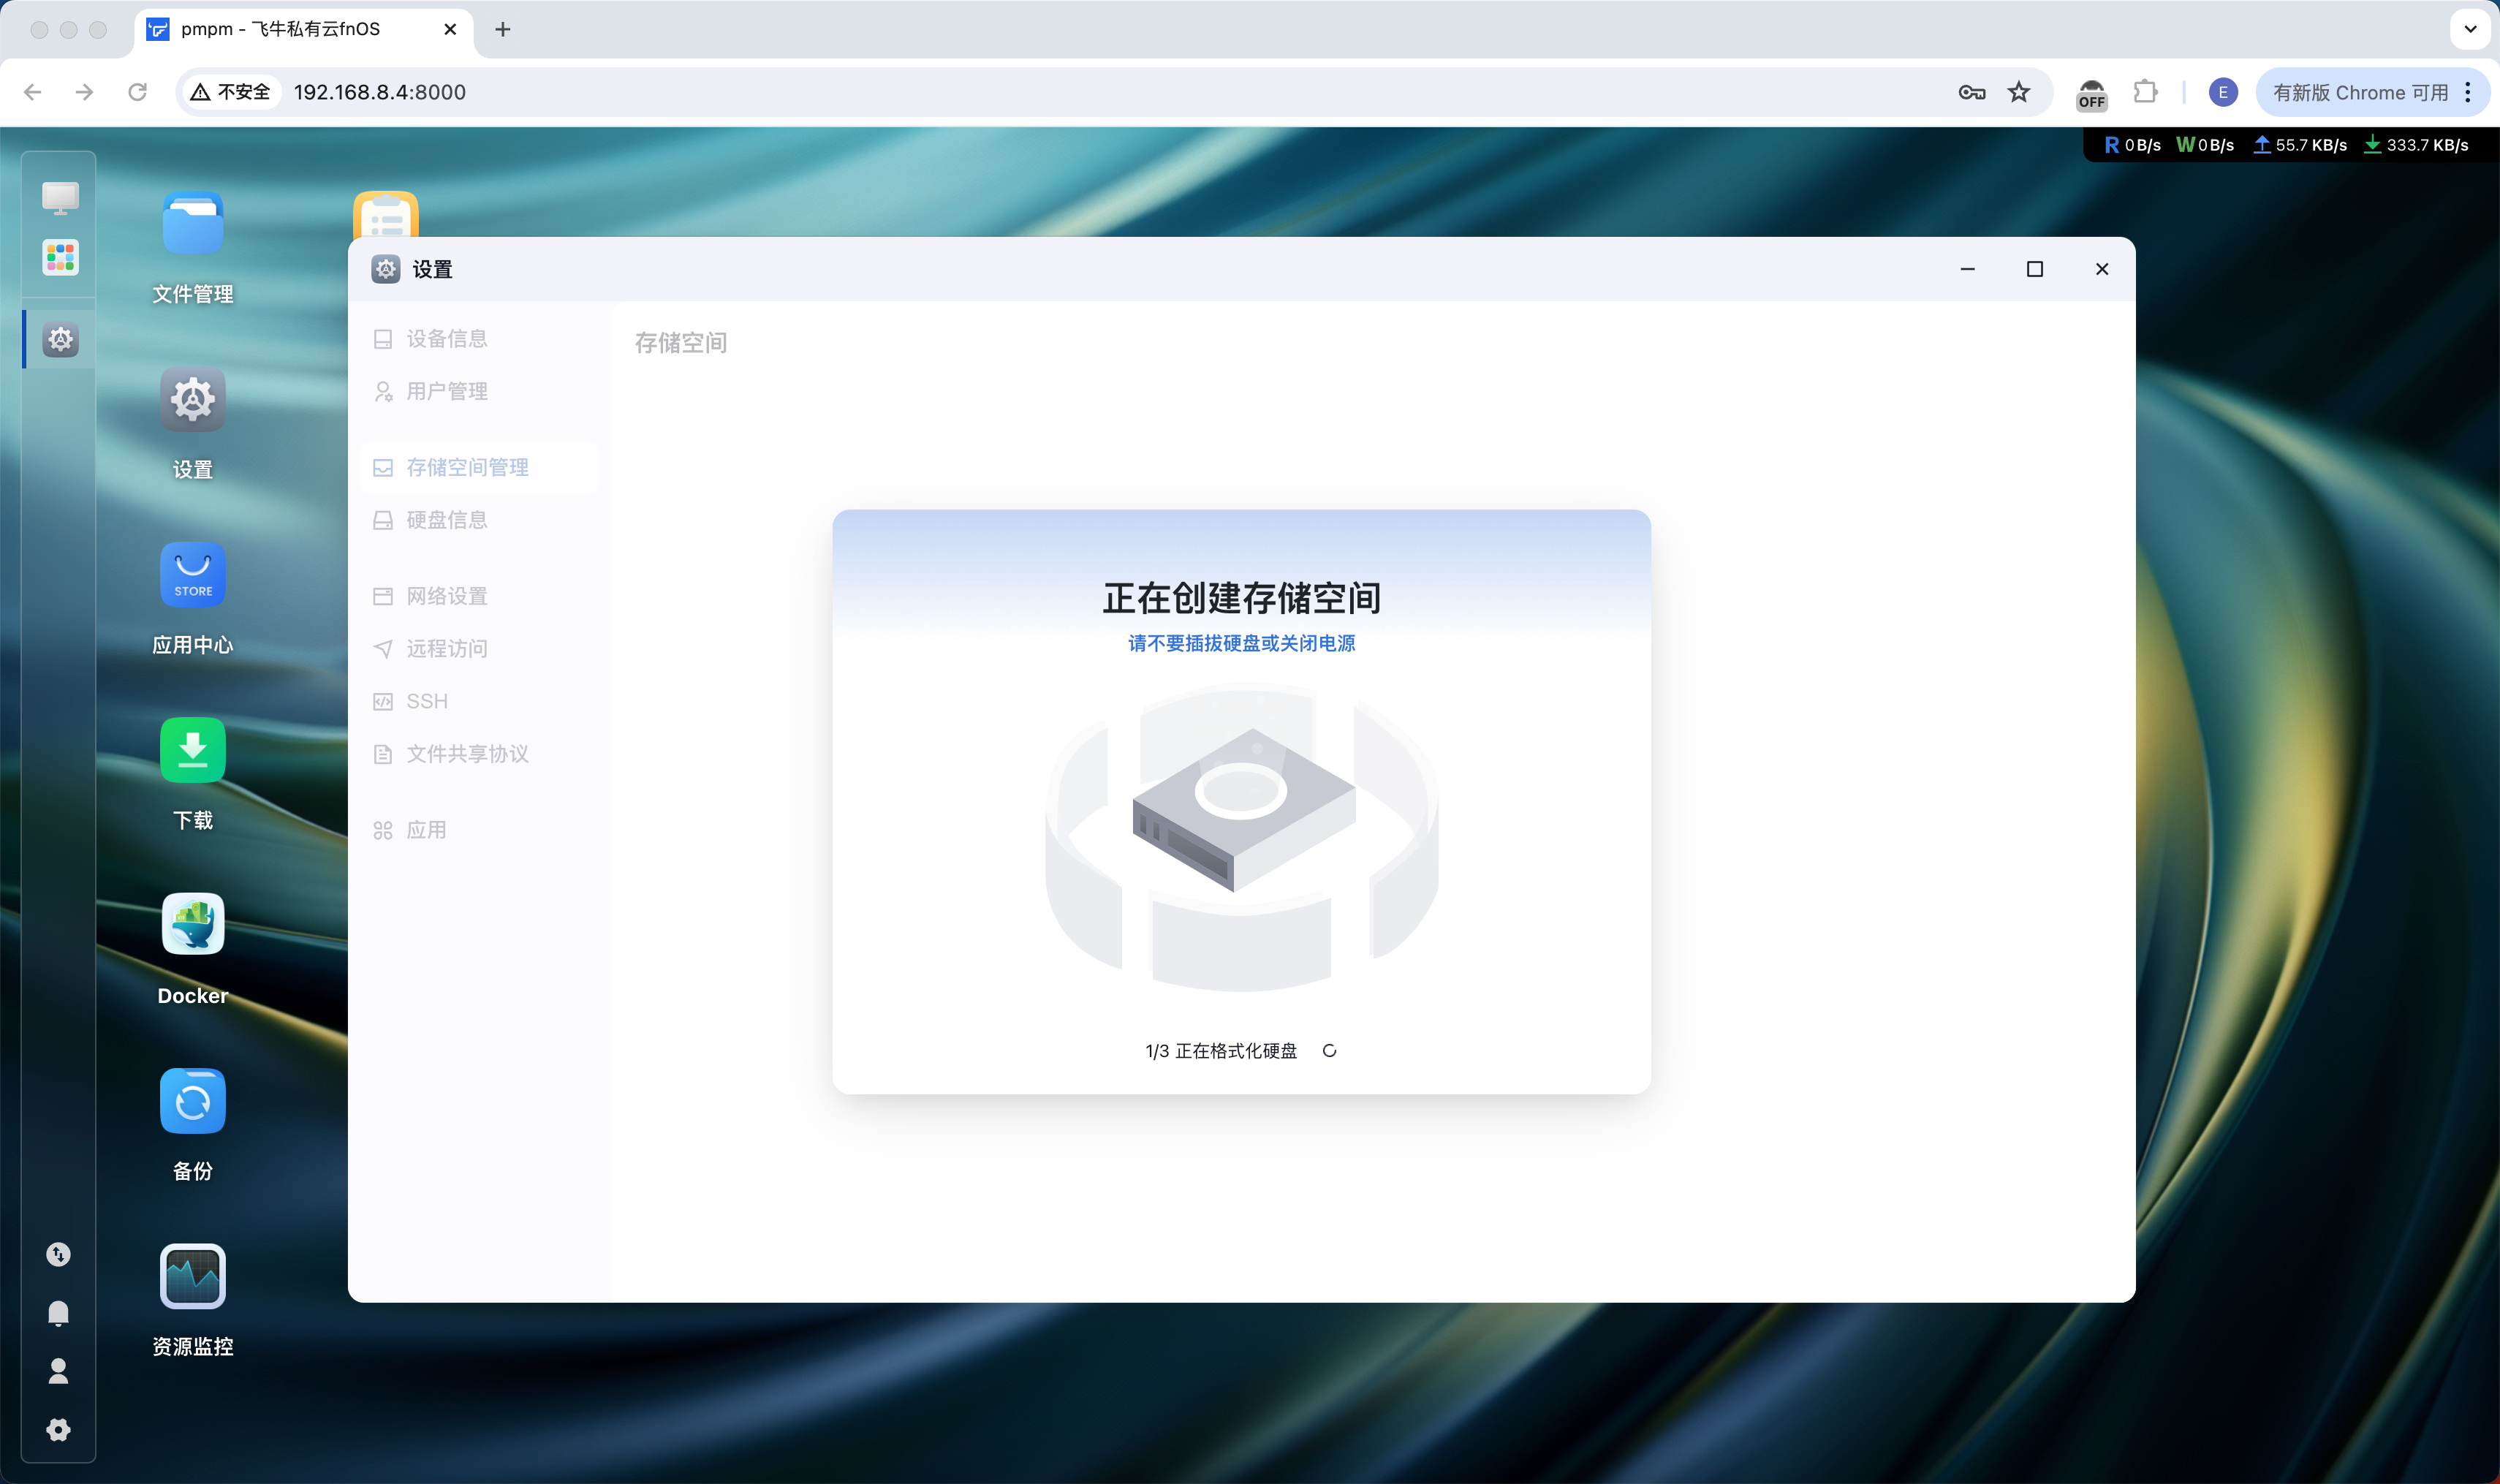 pmpm - 飞牛私有云fnOS
不安全
192.168.8.4:8000
OFF
E
有新版 Chrome 可用
R 0 B/s W 0 B/s 55.7 KB/s 333.7 KB/s
文件管理
设置
STORE
应用中心
下载
Docker
备份
资源监控
设置
设备信息
用户管理
存储空间管理
硬盘信息
网络设置
远程访问
SSH
文件共享协议
应用
存储空间
正在创建存储空间
请不要插拔硬盘或关闭电源
1/3 正在格式化硬盘